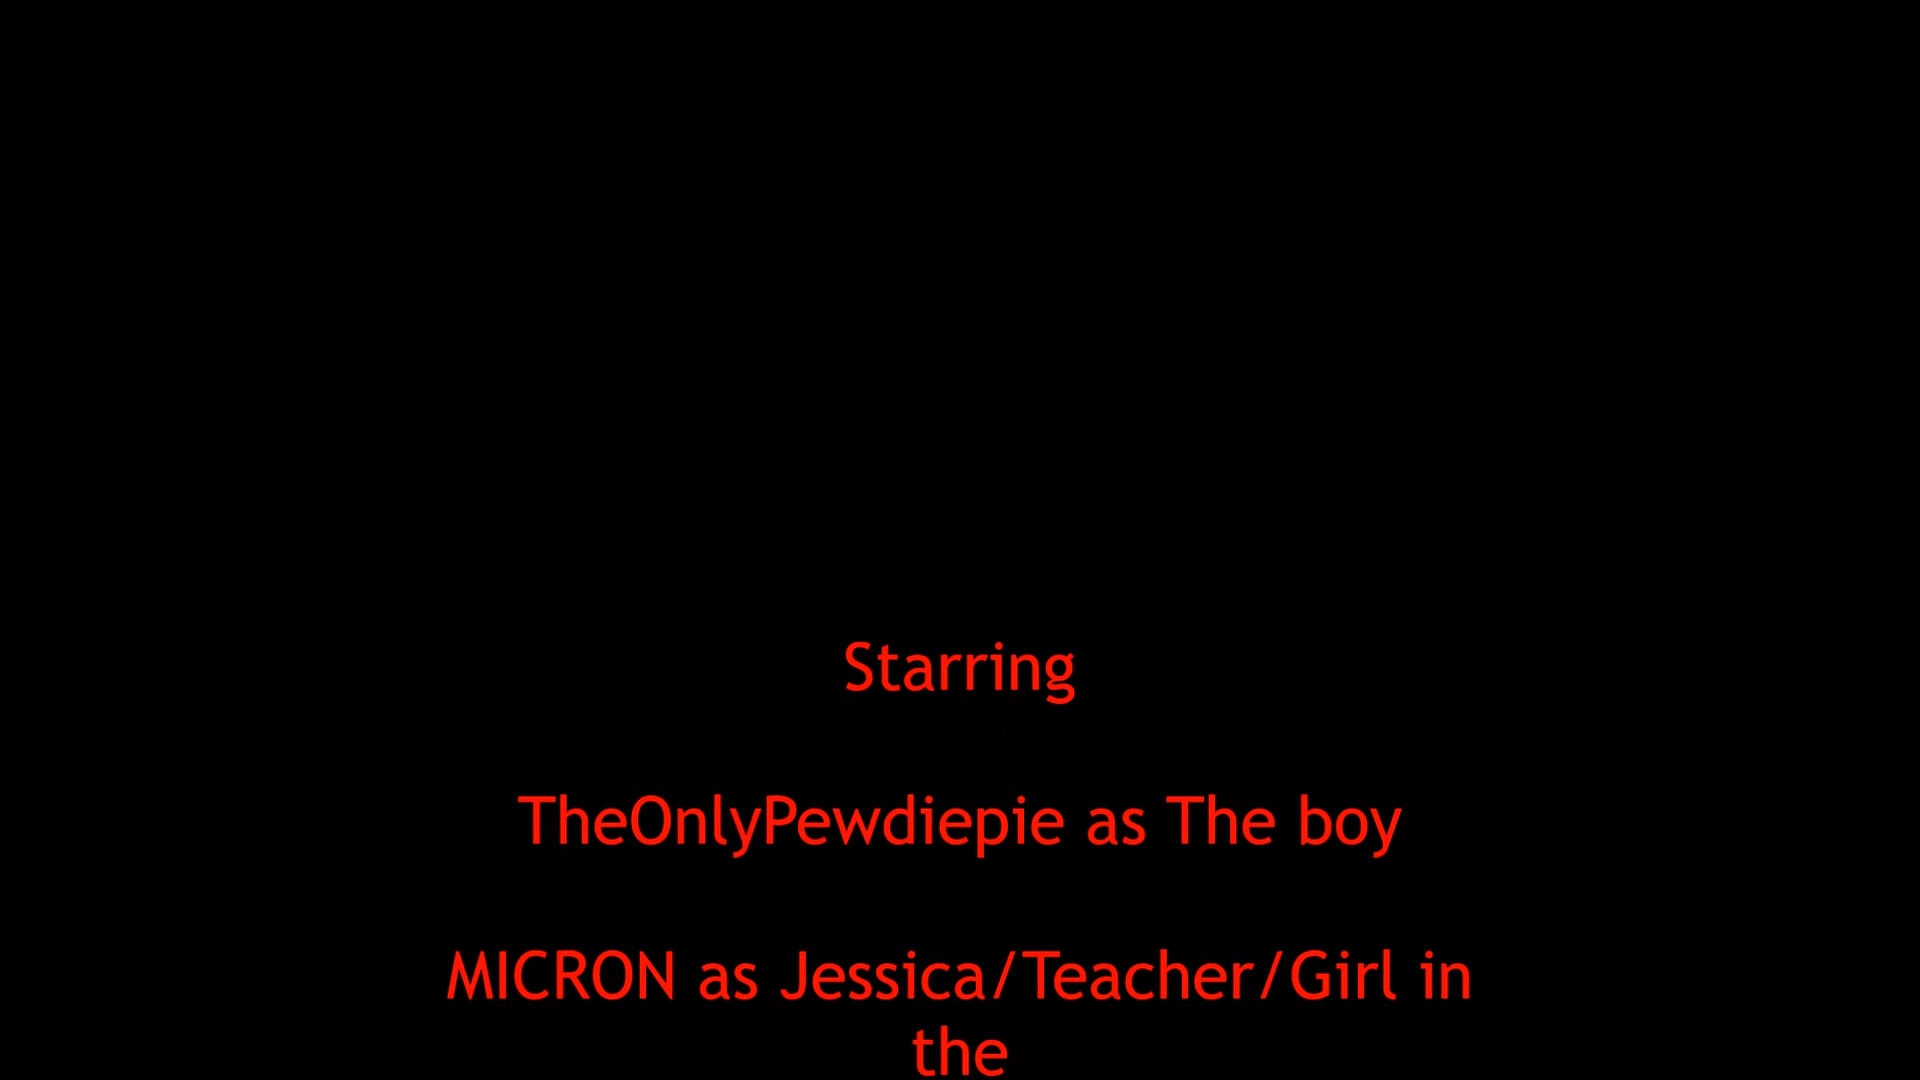 Starring
TheOnlyPewdiepie as The boy
MICRON as Jessica/Teacher/Girl in
the